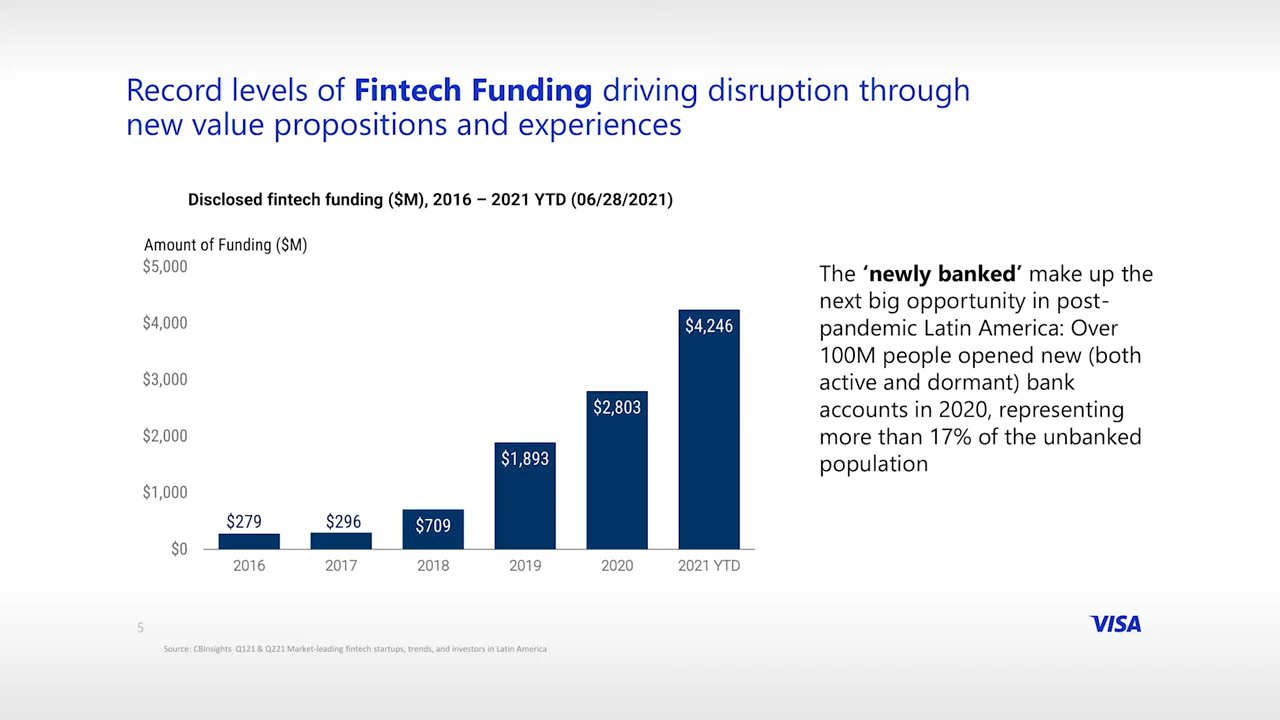 Record levels of Fintech Funding driving disruption through
new value propositions and experiences
Disclosed fintech funding ($M), 2016 – 2021 YTD (06/28/2021)
Amount of Funding ($M)
$5,000
$4,000
$3,000
$2,000
$1,000
$0
$279
$296
$709
$1,893
$2,803
$4,246
2016
2017
2018
2019
2020
2021 YTD
The ‘newly banked’ make up the
next big opportunity in post-
pandemic Latin America: Over
100M people opened new (both
active and dormant) bank
accounts in 2020, representing
more than 17% of the unbanked
population
5
VISA
Source: CBInsights Q121 & Q221 Market-leading fintech startups, trends, and investors in Latin America